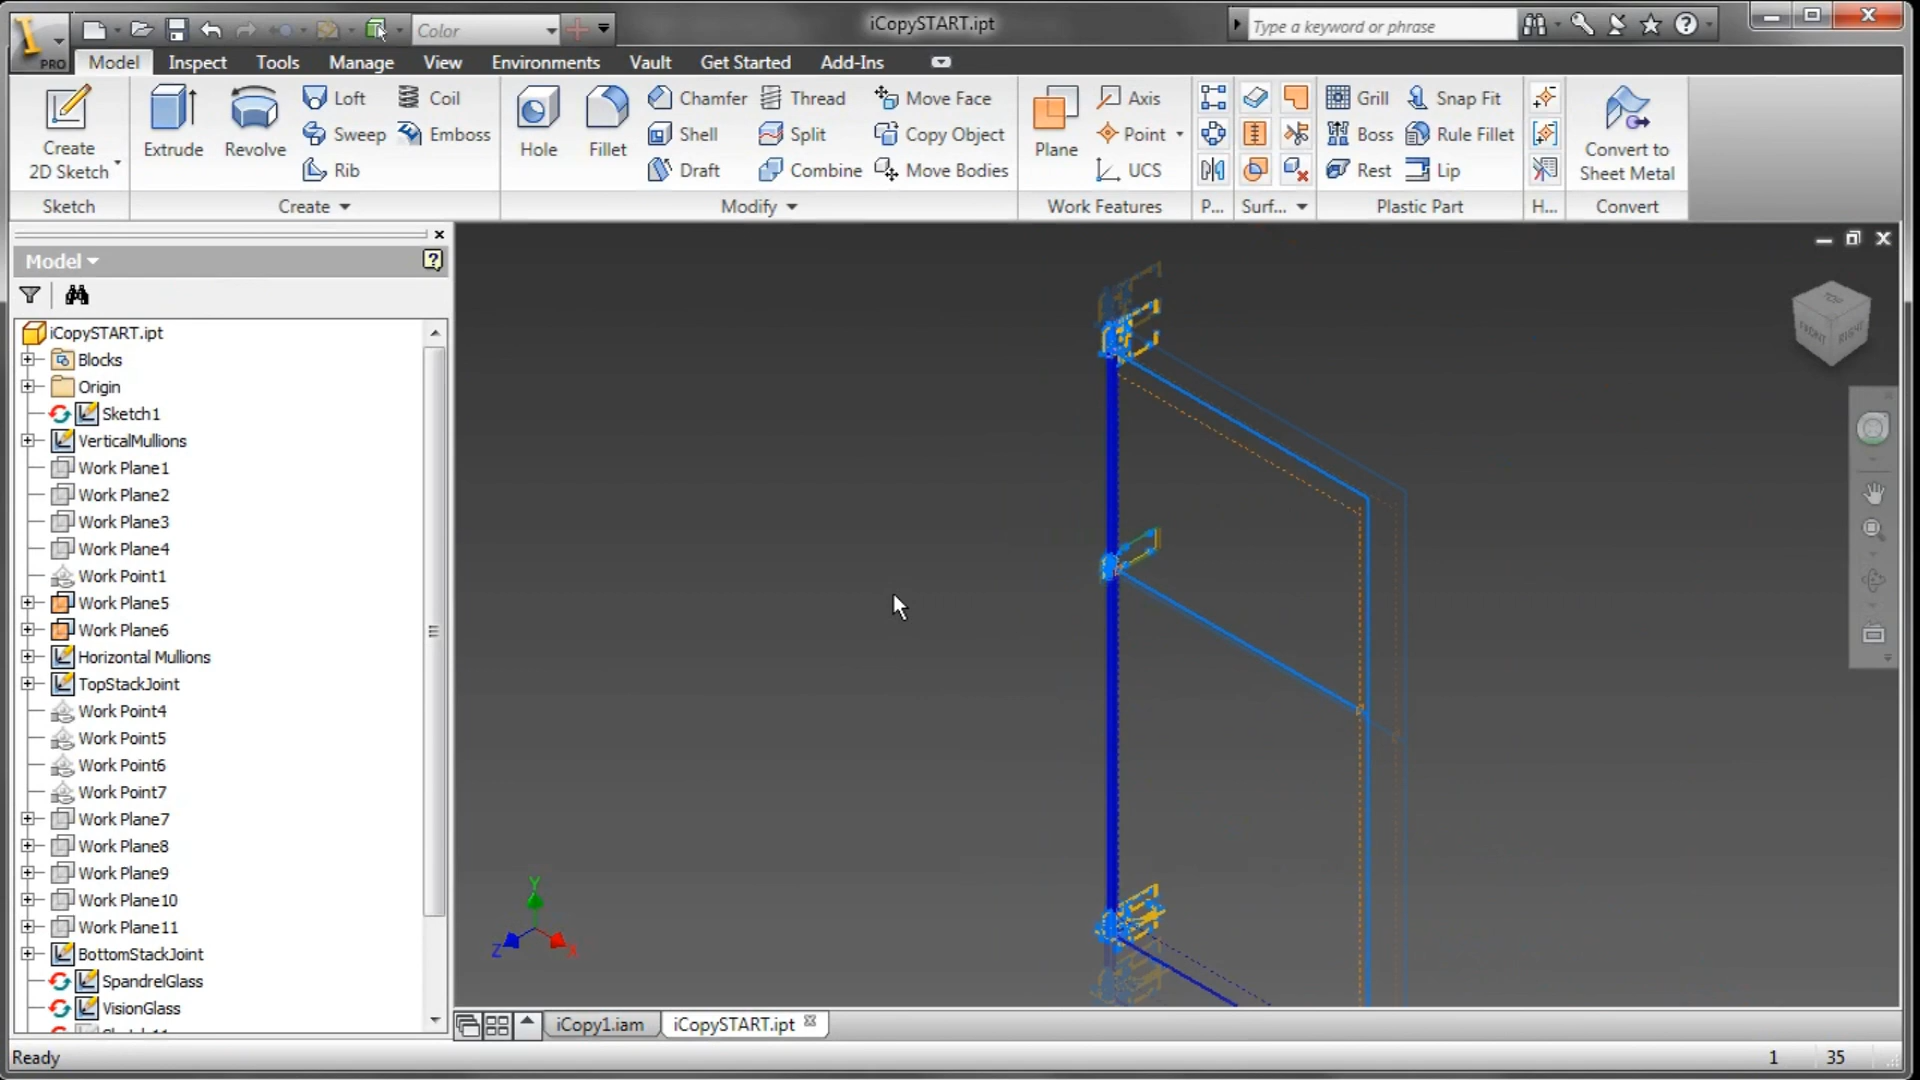 PRO
Color
iCopySTART.ipt
Type a keyword or phrase
Model Inspect Tools Manage View Environments Vault Get Started Add-Ins
Create
2D Sketch
Extrude
Revolve
Loft
Sweep
Rib
Coil
Emboss
Hole
Fillet
Chamfer
Shell
Draft
Thread
Split
Combine
Move Face
Copy Object
Move Bodies
Plane
Axis
Point
UCS
Grill
Boss
Rest
Snap Fit
Rule Fillet
Lip
Convert to
Sheet Metal
Sketch
Create
Modify
Work Features
P...
Surf...
Plastic Part
H...
Convert
Model
iCopySTART.ipt
Blocks
Origin
Sketch1
VerticalMullions
Work Plane1
Work Plane2
Work Plane3
Work Plane4
Work Point1
Work Plane5
Work Plane6
Horizontal Mullions
TopStackJoint
Work Point4
Work Point5
Work Point6
Work Point7
Work Plane7
Work Plane8
Work Plane9
Work Plane10
Work Plane11
BottomStackJoint
SpandrelGlass
VisionGlass
TOP
FRONT
RIGHT
Y
Z
X
iCopy1.iam
iCopySTART.ipt
Ready
1
35